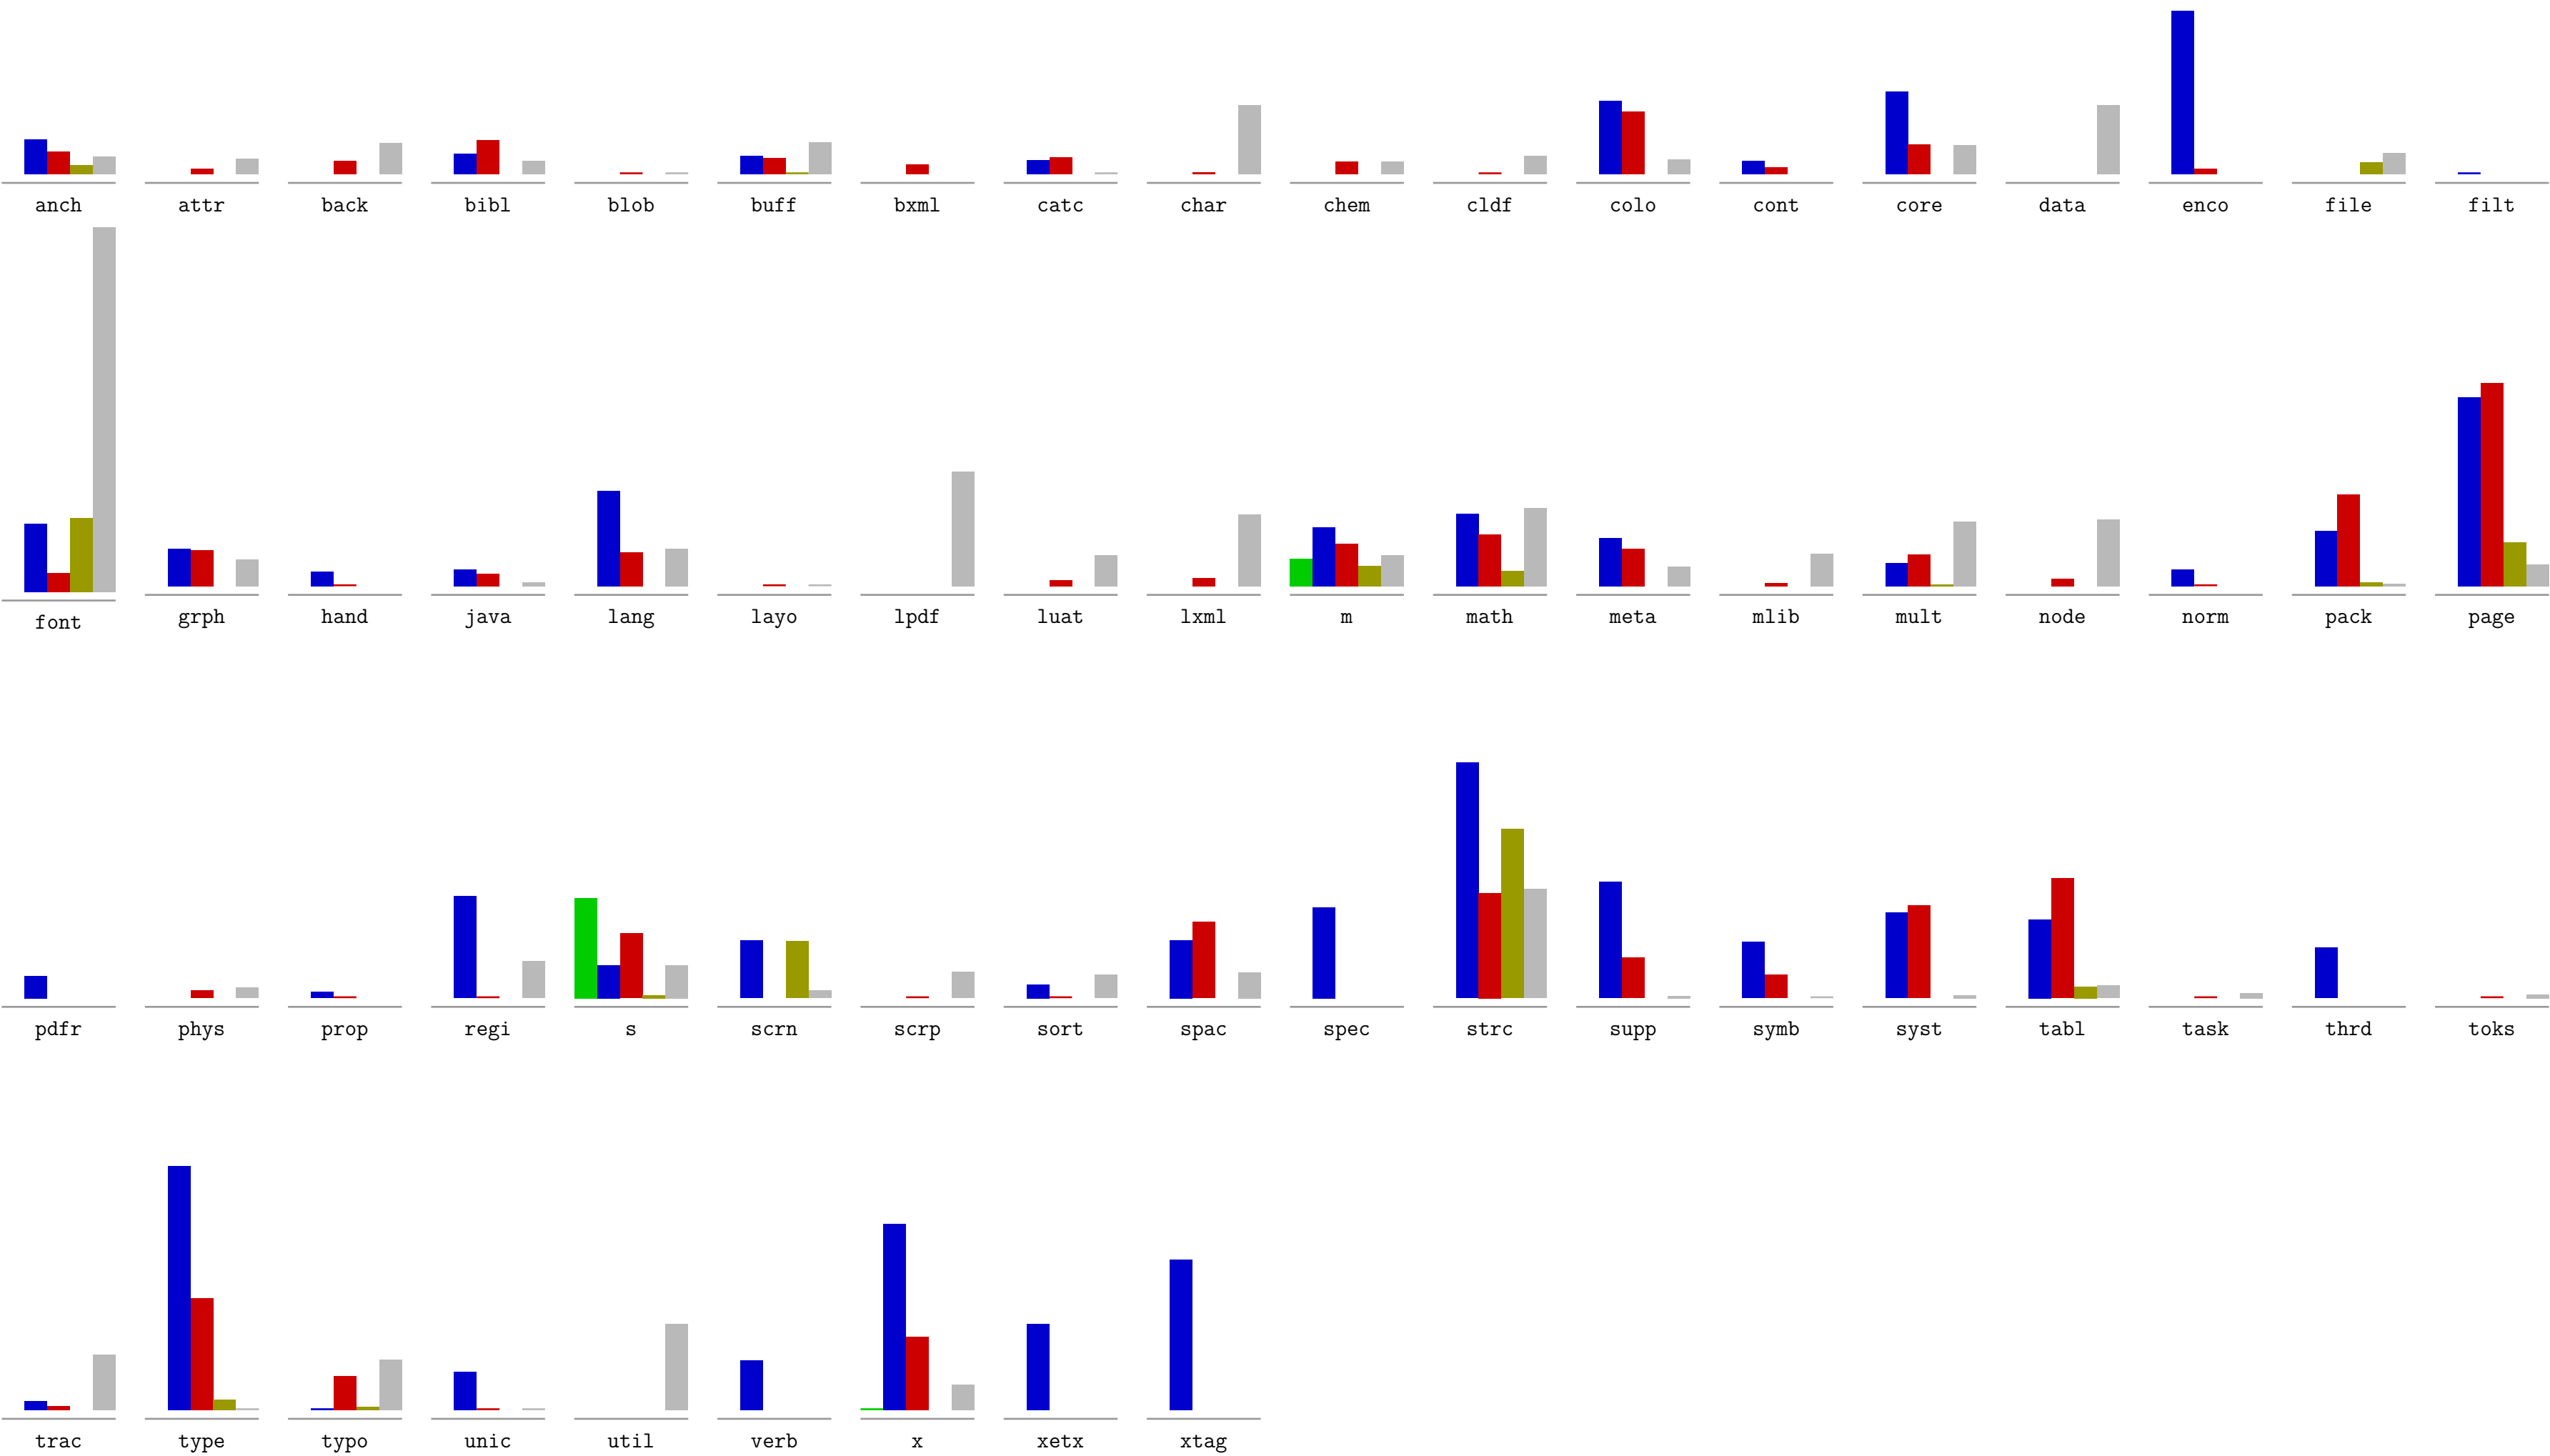 anch attr back bibl blob buff bxml catc char chem cldf colo cont core data enco file filt
font grph hand java lang layo lpdf luat lxml m math meta mlib mult node norm pack page
pdfr phys prop regi s scrn scrp sort spac spec strc supp symb syst tabl task thrd toks
trac type typo unic util verb x xetx xtag